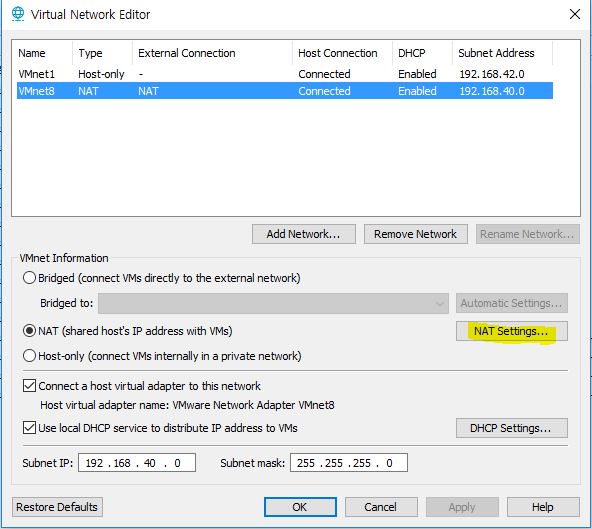 Virtual Network Editor
Name Type External Connection Host Connection DHCP Subnet Address
VMnet1 Host-only - Connected Enabled 192.168.42.0
VMnet8 NAT NAT Connected Enabled 192.168.40.0
Add Network... Remove Network Rename Network...
VMnet Information
Bridged (connect VMs directly to the external network)
Bridged to: Automatic Settings...
NAT (shared host's IP address with VMs) NAT Settings...
Host-only (connect VMs internally in a private network)
Connect a host virtual adapter to this network
Host virtual adapter name: VMware Network Adapter VMnet8
Use local DHCP service to distribute IP address to VMs DHCP Settings...
Subnet IP: 192 .168 . 40 . 0 Subnet mask: 255 .255 .255 . 0
Restore Defaults OK Cancel Apply Help